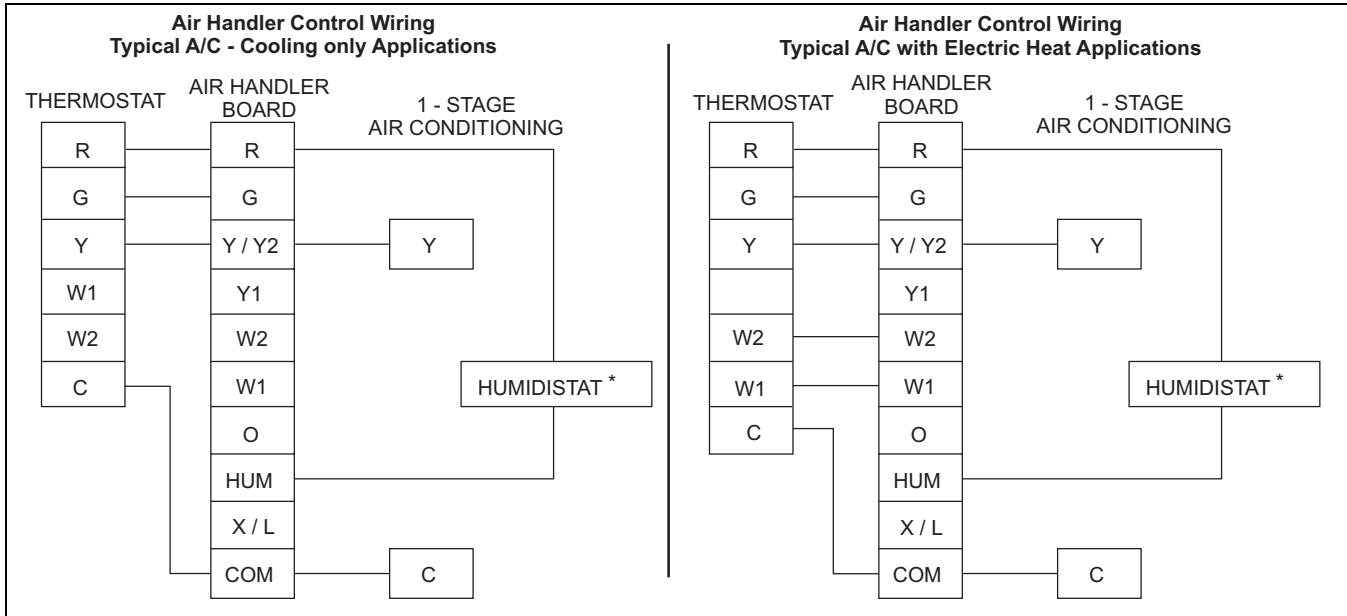 Air Handler Control Wiring
Typical A/C - Cooling only Applications
THERMOSTAT
AIR HANDLER
BOARD
1 - STAGE
AIR CONDITIONING
R
G
Y
W1
W2
C
R
G
Y / Y2
Y1
W2
W1
O
HUM
X / L
COM
Y
HUMIDISTAT *
C
Air Handler Control Wiring
Typical A/C with Electric Heat Applications
THERMOSTAT
AIR HANDLER
BOARD
1 - STAGE
AIR CONDITIONING
R
G
Y
W2
W1
C
R
G
Y / Y2
Y1
W2
W1
O
HUM
X / L
COM
Y
HUMIDISTAT *
C